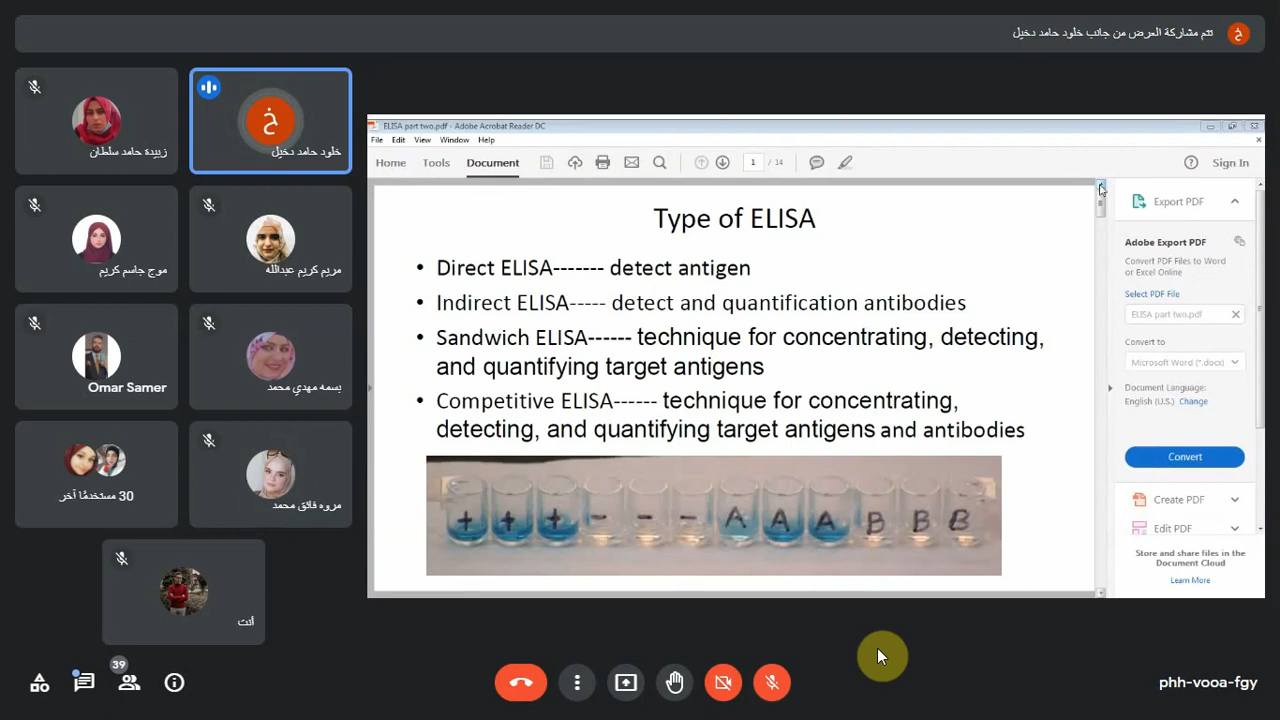 تتم مشاركة العرض من جانب خلود حامد دخيل
خ
زبيدة حامد سلطان
خ
خلود حامد دخيل
موج جاسم كريم
مريم كريم عبدالله
Omar Samer
بسمه مهدي محمد
30 مستخدمًا آخر
مروه فائق محمد
أنت
ELISA part two.pdf - Adobe Acrobat Reader DC
File Edit View Window Help
Home Tools Document 1 / 14 Sign In
Type of ELISA
• Direct ELISA------- detect antigen
• Indirect ELISA----- detect and quantification antibodies
• Sandwich ELISA------ technique for concentrating, detecting,
and quantifying target antigens
• Competitive ELISA------ technique for concentrating,
detecting, and quantifying target antigens and antibodies
+ + + - - - A A A B B B
Export PDF
Adobe Export PDF
Convert PDF Files to Word
or Excel Online
Select PDF File
ELISA part two.pdf
Convert to
Microsoft Word (*.docx)
Document Language:
English (U.S.) Change
Convert
Create PDF
Edit PDF
Store and share files in the
Document Cloud
Learn More
39
phh-vooa-fgy